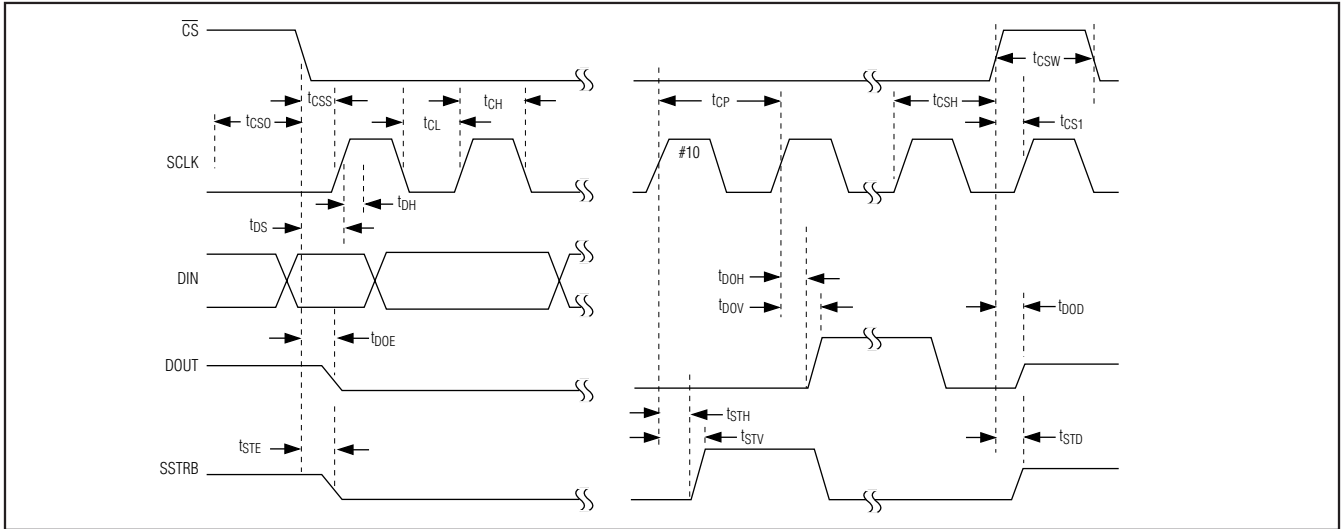 CS
tCSW
tCSS
tCH
tCP
tCSH
tCSO
tCL
tCS1
SCLK
#10
tDH
tDS
DIN
tDOH
tDOV
tDOD
tDOE
DOUT
tSTH
tSTE
tSTV
tSTD
SSTRB